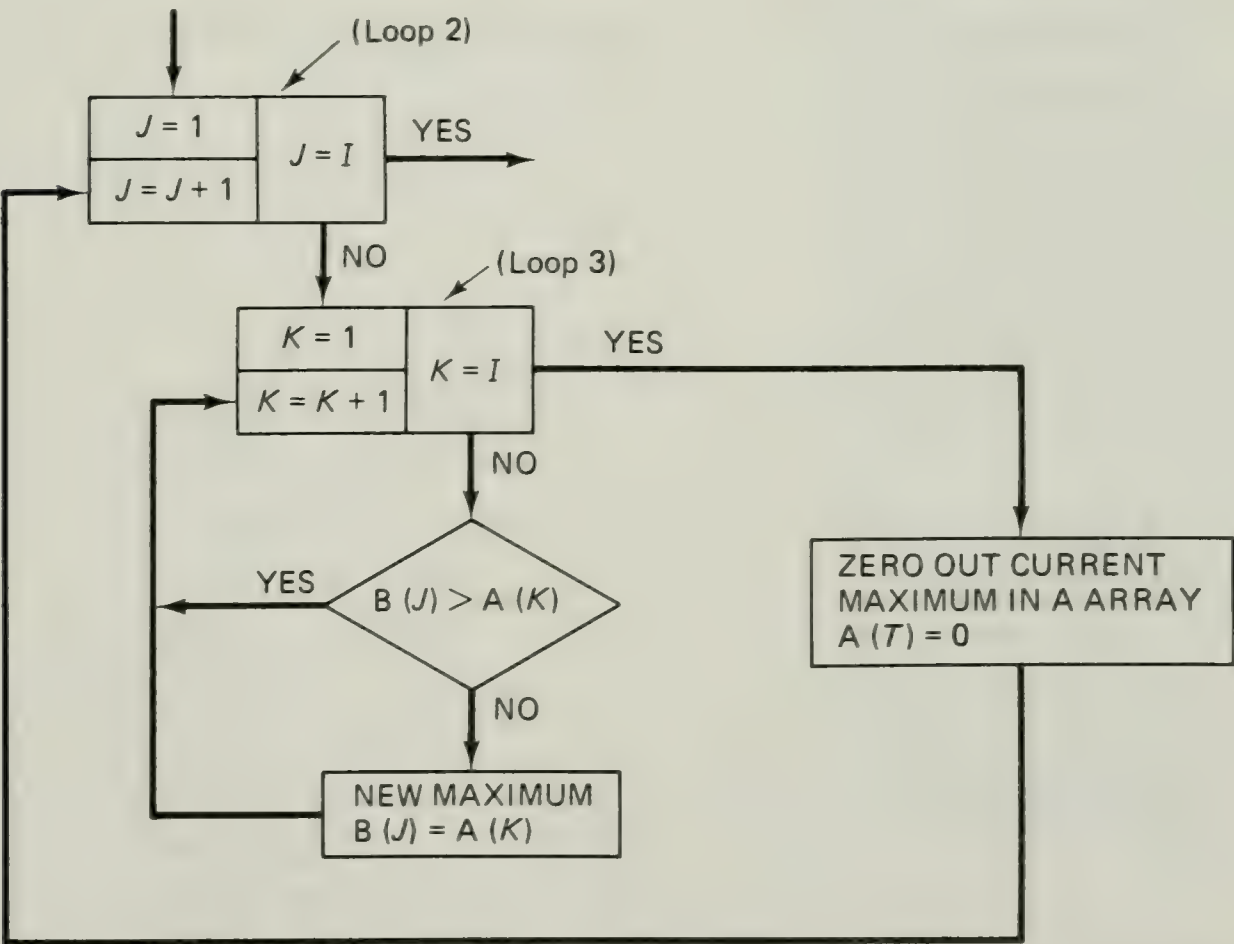 (Loop 2)
J = 1
J = J + 1
J = I
YES
NO
(Loop 3)
K = 1
K = K + 1
K = I
YES
NO
B (J) > A (K)
YES
NO
NEW MAXIMUM
B (J) = A (K)
ZERO OUT CURRENT
MAXIMUM IN A ARRAY
A (T) = 0